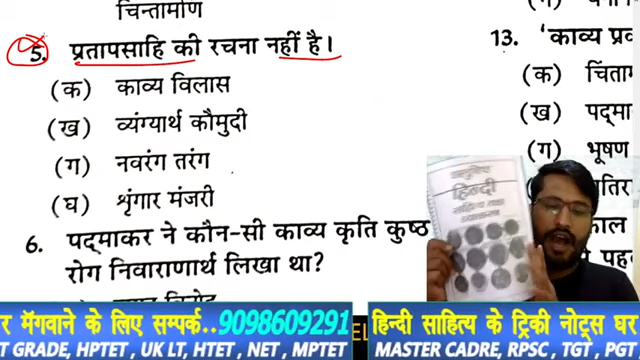 चिन्तामणि
5. प्रतापसाहि की रचना नहीं है।
(क) काव्य विलास
(ख) व्यंग्यार्थ कौमुदी
(ग) नवरंग तरंग
(घ) शृंगार मंजरी
6. पद्माकर ने कौन-सी काव्य कृति कुष्ठ
रोग निवारणार्थ लिखा था?
13. 'काव्य प्र
(क) चिंताम
(ख) पद्मा
(ग) भूषण
हिन्दी
र मँगवाने के लिए सम्पर्क..9098609291
T GRADE, HPTET , UK LT, HTET , NET , MPTET
हिन्दी साहित्य के ट्रिकी नोट्स घर
MASTER CADRE, RPSC , TGT . PGT